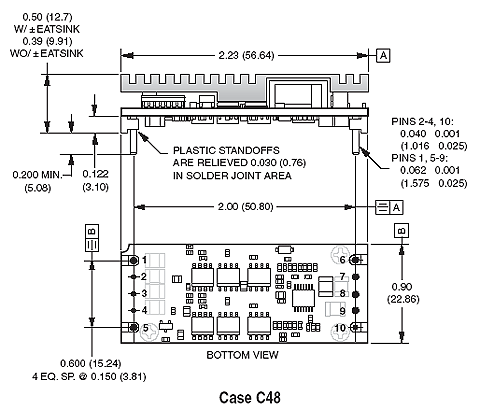 0.50 (12.7)
W/ ±EATSINK
0.39 (9.91)
WO/ ±EATSINK
2.23 (56.64)
A
PINS 2-4, 10:
0.040 0.001
(1.016 0.025)
PINS 1, 5-9:
0.062 0.001
(1.575 0.025)
PLASTIC STANDOFFS
ARE RELIEVED 0.030 (0.76)
IN SOLDER JOINT AREA
0.200 MIN.
(5.08)
0.122
(3.10)
2.00 (50.80)
A
B
B
1
2
3
4
5
6
7
8
9
10
0.90
(22.86)
0.600 (15.24)
4 EQ. SP. @ 0.150 (3.81)
BOTTOM VIEW
Case C48